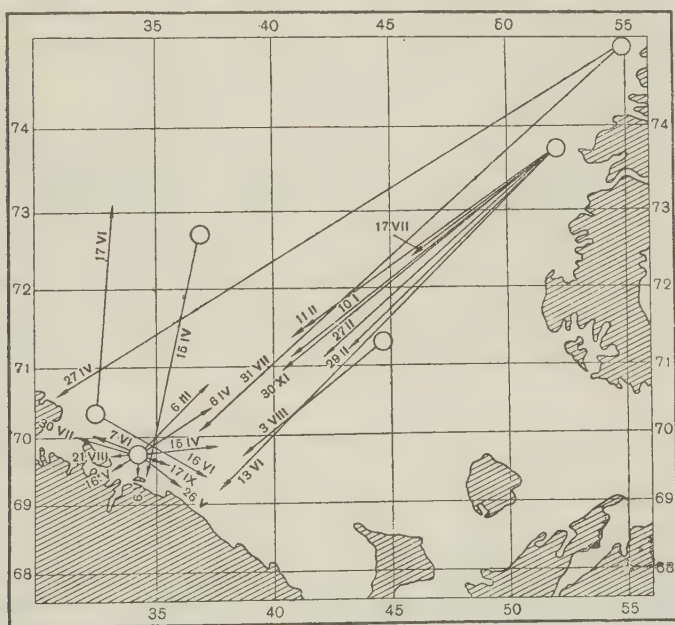 35 40 45 50 55
74
73
72
71
70
69
68
74
73
72
71
70
69
68
17 VI
15 IV
17 VII
11 II
10 I
27 II
29 II
31 VII
30 XI
27 IV
6 III
6 IV
3 VIII
13 VI
30 VII
7 VI
15 IV
21 VIII
16 VI
16 V
17 IX
26 V
35 40 45 50 55